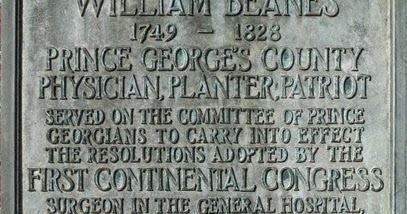 WILLIAM BEANES
1749 – 1828
PRINCE GEORGE'S COUNTY
PHYSICIAN, PLANTER, PATRIOT
SERVED ON THE COMMITTEE OF PRINCE
GEORGIANS TO CARRY INTO EFFECT
THE RESOLUTIONS ADOPTED BY THE
FIRST CONTINENTAL CONGRESS
SURGEON IN THE GENERAL HOSPITAL,